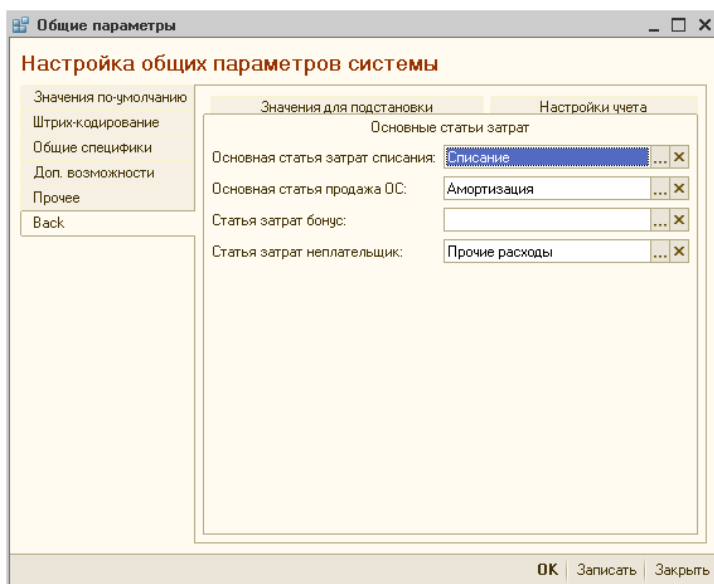 Общие параметры
Настройка общих параметров системы
Значения по-умолчанию
Штрих-кодирование
Общие специфики
Доп. возможности
Прочее
Back
Значения для подстановки Настройки учета
Основные статьи затрат
Основная статья затрат списания: Списание ...
Основная статья продажа ОС: Амортизация ...
Статья затрат бонус: ...
Статья затрат неплательщик: Прочие расходы ...
OK Записать Закрыть